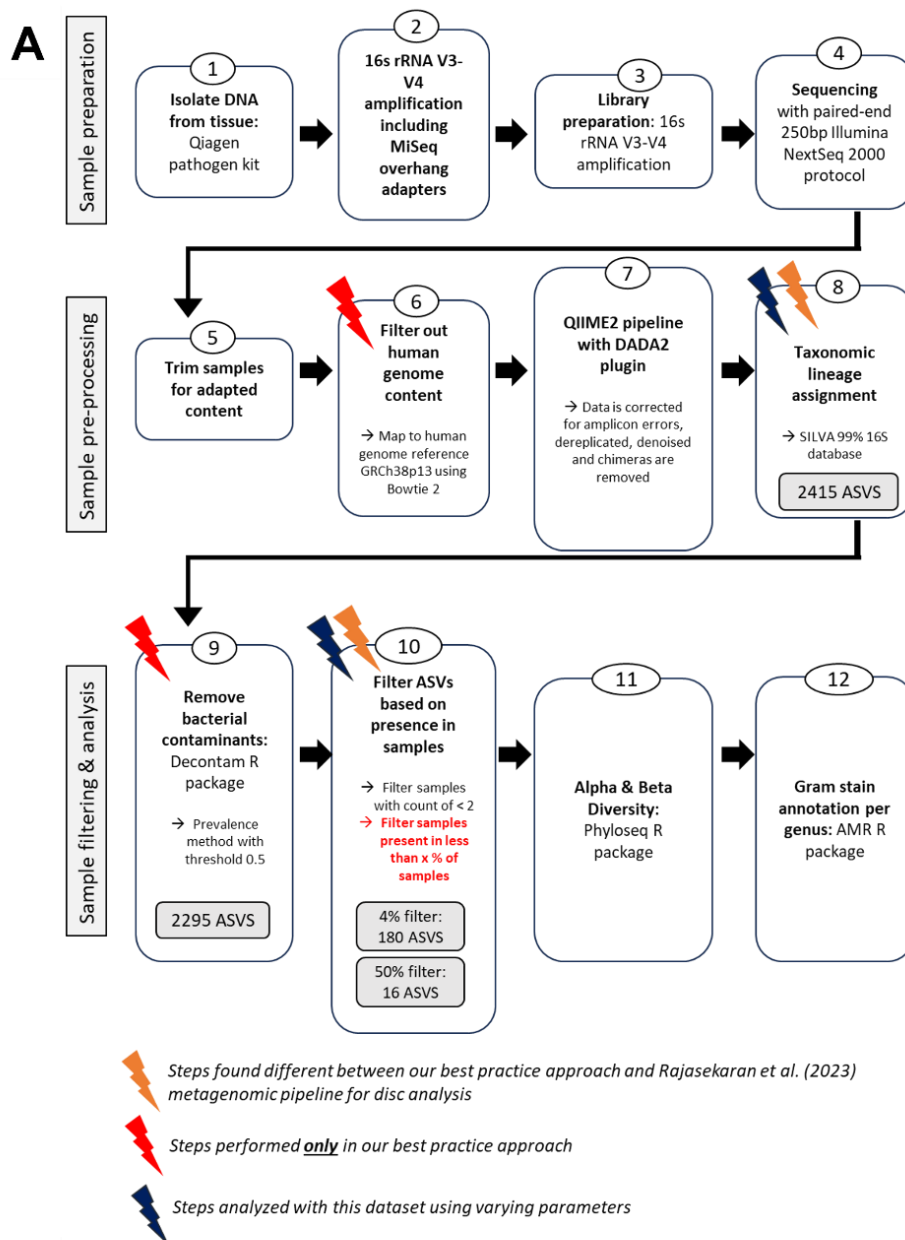 A
Sample preparation
1
Isolate DNA
from tissue:
Qiagen
pathogen kit
2
16s rRNA V3-
V4
amplification
including
MiSeq
overhang
adapters
3
Library
preparation: 16s
rRNA V3-V4
amplification
4
Sequencing
with paired-end
250bp Illumina
NextSeq 2000
protocol
Sample pre-processing
5
Trim samples
for adapted
content
6
Filter out
human
genome
content
→ Map to human
genome reference
GRCh38p13 using
Bowtie 2
7
QIIME2 pipeline
with DADA2
plugin
→ Data is corrected
for amplicon errors,
dereplicated, denoised
and chimeras are
removed
8
Taxonomic
lineage
assignment
→ SILVA 99% 16S
database
2415 ASVS
Sample filtering & analysis
9
Remove
bacterial
contaminants:
Decontam R
package
→ Prevalence
method with
threshold 0.5
2295 ASVS
10
Filter ASVs
based on
presence in
samples
→ Filter samples
with count of < 2
→ Filter samples
present in less
than x % of
samples
4% filter:
180 ASVS
50% filter:
16 ASVS
11
Alpha & Beta
Diversity:
Phyloseq R
package
12
Gram stain
annotation per
genus: AMR R
package
Steps found different between our best practice approach and Rajasekaran et al. (2023)
metagenomic pipeline for disc analysis
Steps performed only in our best practice approach
Steps analyzed with this dataset using varying parameters